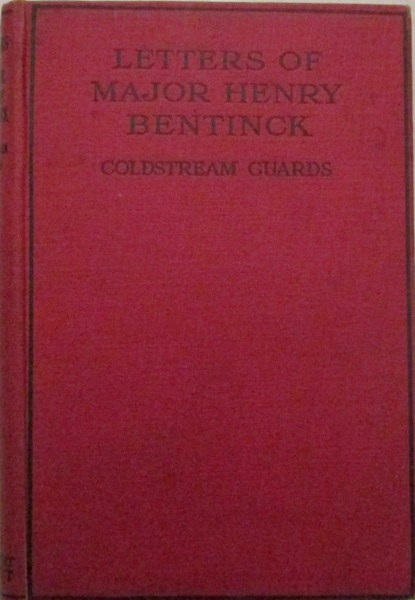 LETTERS OF
MAJOR HENRY
BENTINCK
COLDSTREAM GUARDS